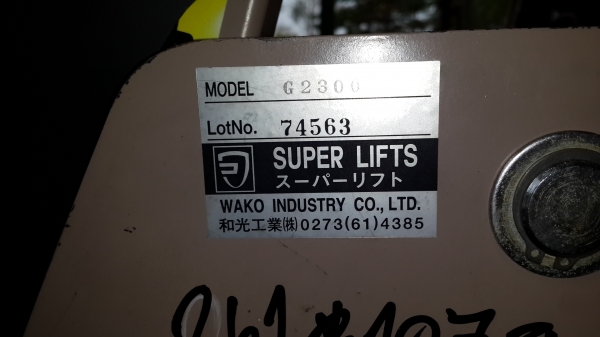 MODEL G2300
LotNo. 74563
SUPER LIFTS
スーパーリフト
WAKO INDUSTRY CO., LTD.
和光工業㈱0273(61)4385